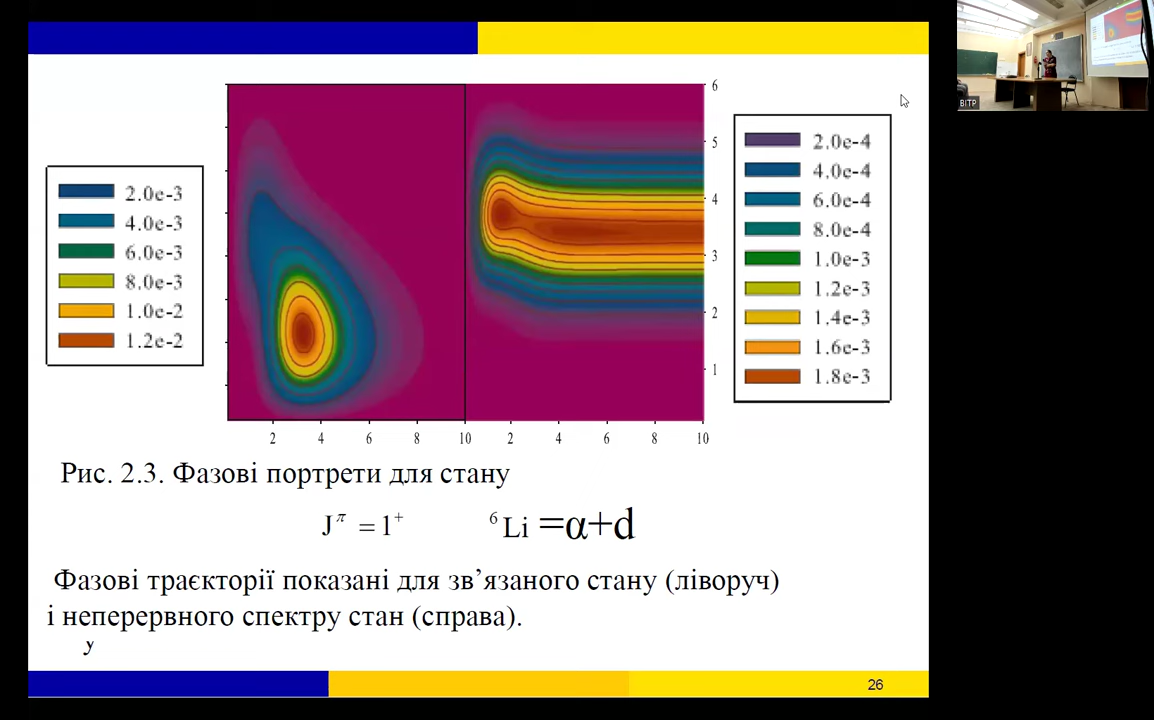 2.0e-3
4.0e-3
6.0e-3
8.0e-3
1.0e-2
1.2e-2
6
5
4
3
2
1
2 4 6 8 10 2 4 6 8 10
2.0e-4
4.0e-4
6.0e-4
8.0e-4
1.0e-3
1.2e-3
1.4e-3
1.6e-3
1.8e-3
Рис. 2.3. Фазові портрети для стану
J^π = 1^+ ^6Li =α+d
Фазові траєкторії показані для зв’язаного стану (ліворуч)
і неперервного спектру стан (справа).
у
26
BITP